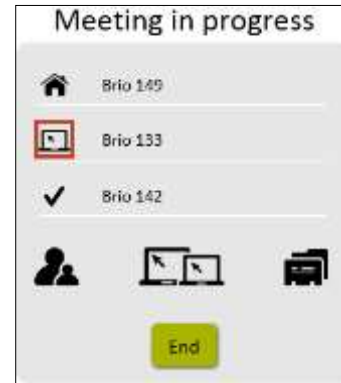 Meeting in progress
Brio 149
Brio 133
Brio 142
End